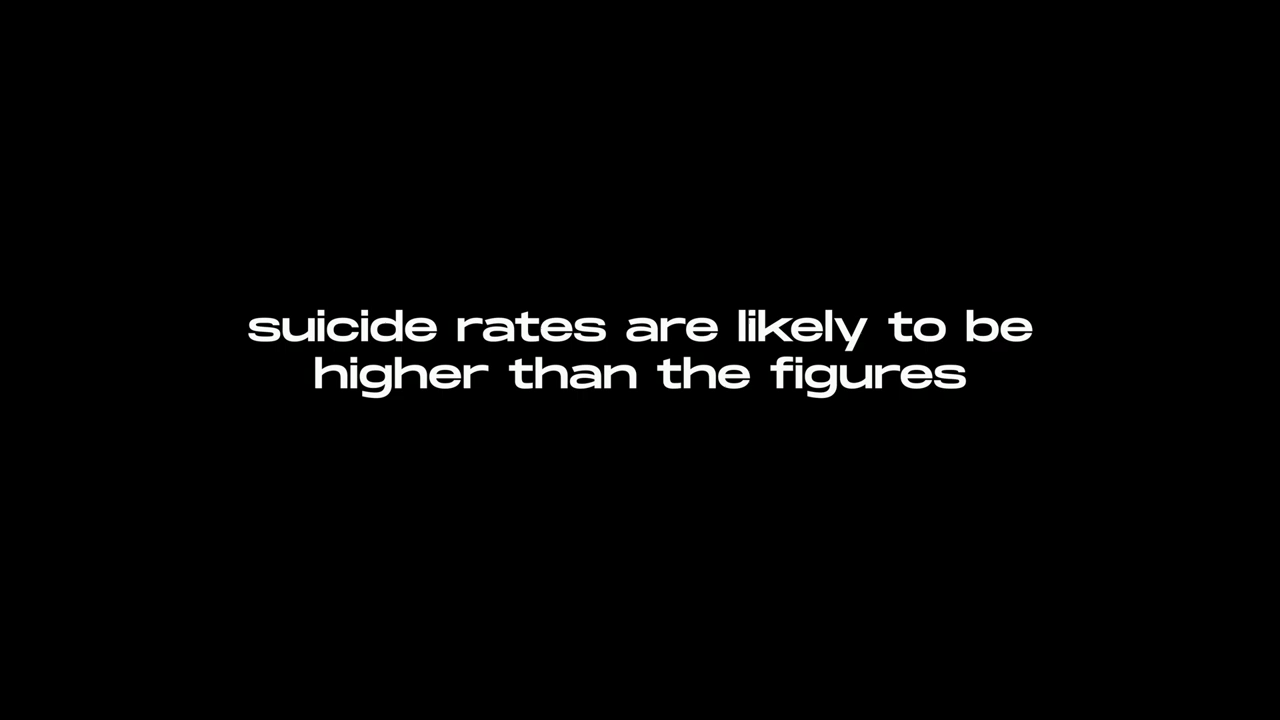 suicide rates are likely to be
higher than the figures